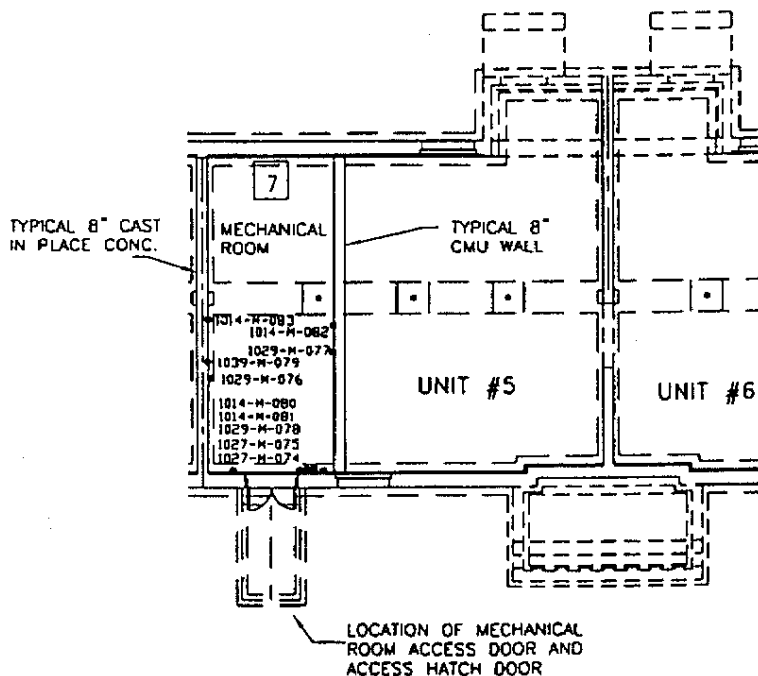 7
TYPICAL 8" CAST
IN PLACE CONC.
MECHANICAL
ROOM
TYPICAL 8"
CMU WALL
1014-M-083
1014-M-082
1029-M-077
1039-M-079
1029-M-076
1014-M-080
1014-M-081
1029-M-078
1027-M-075
1027-M-074
UNIT #5
UNIT #6
LOCATION OF MECHANICAL
ROOM ACCESS DOOR AND
ACCESS HATCH DOOR